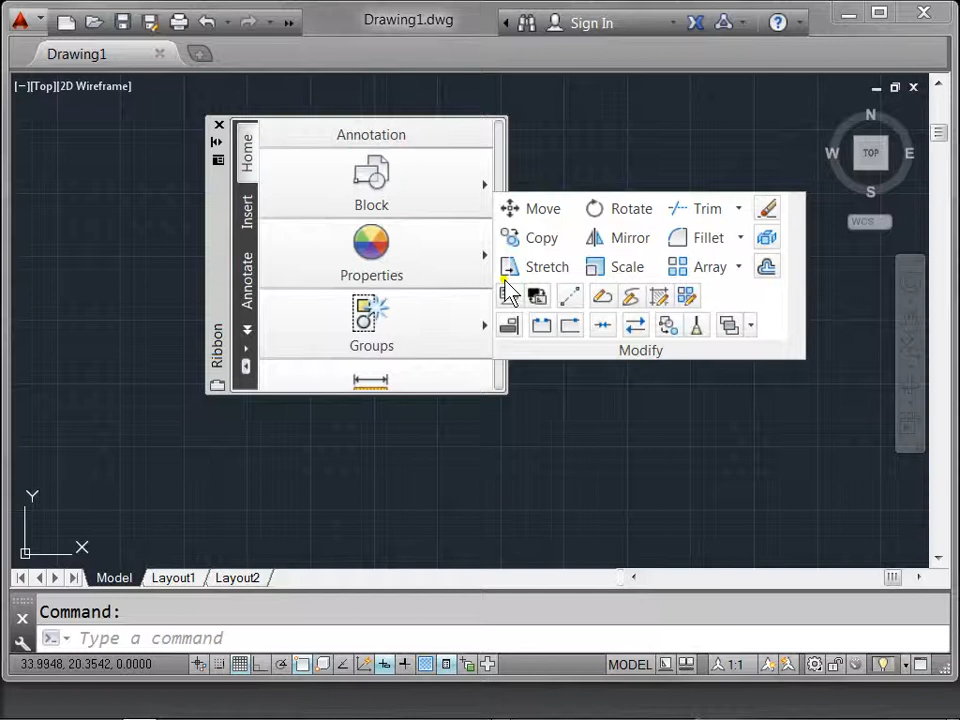 Drawing1.dwg
Sign In
Drawing1
[−][Top][2D Wireframe]
N
W
TOP
E
S
WCS
Home
Insert
Annotate
Ribbon
Annotation
Block
Properties
Groups
Move
Rotate
Trim
Copy
Mirror
Fillet
Stretch
Scale
Array
Modify
Y
X
Model
Layout1
Layout2
Command:
Type a command
33.9948, 20.3542, 0.0000
MODEL
1:1